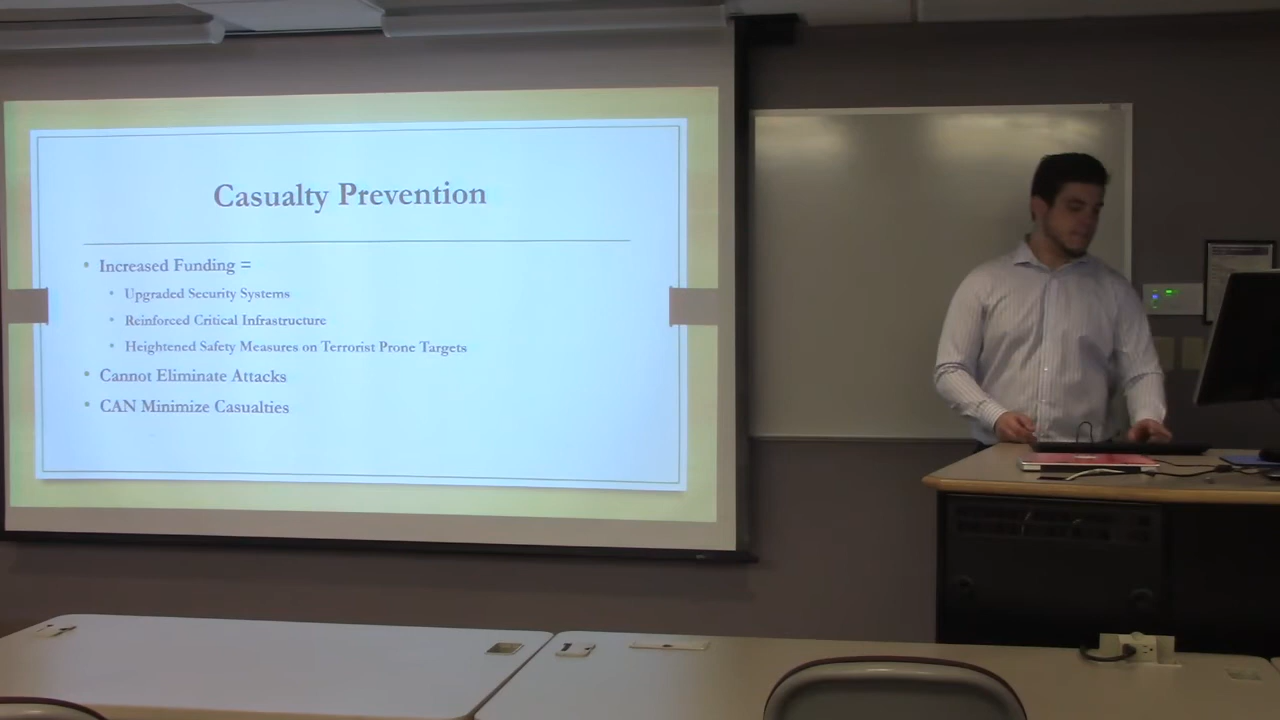 Casualty Prevention
• Increased Funding =
• Upgraded Security Systems
• Reinforced Critical Infrastructure
• Heightened Safety Measures on Terrorist Prone Targets
• Cannot Eliminate Attacks
• CAN Minimize Casualties